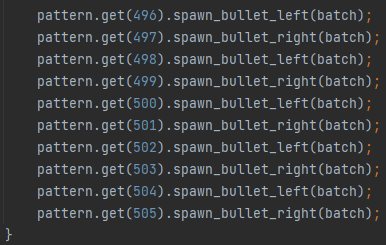 pattern.get(496).spawn_bullet_left(batch);
pattern.get(497).spawn_bullet_right(batch);
pattern.get(498).spawn_bullet_left(batch);
pattern.get(499).spawn_bullet_right(batch);
pattern.get(500).spawn_bullet_left(batch);
pattern.get(501).spawn_bullet_right(batch);
pattern.get(502).spawn_bullet_left(batch);
pattern.get(503).spawn_bullet_right(batch);
pattern.get(504).spawn_bullet_left(batch);
pattern.get(505).spawn_bullet_right(batch);
}